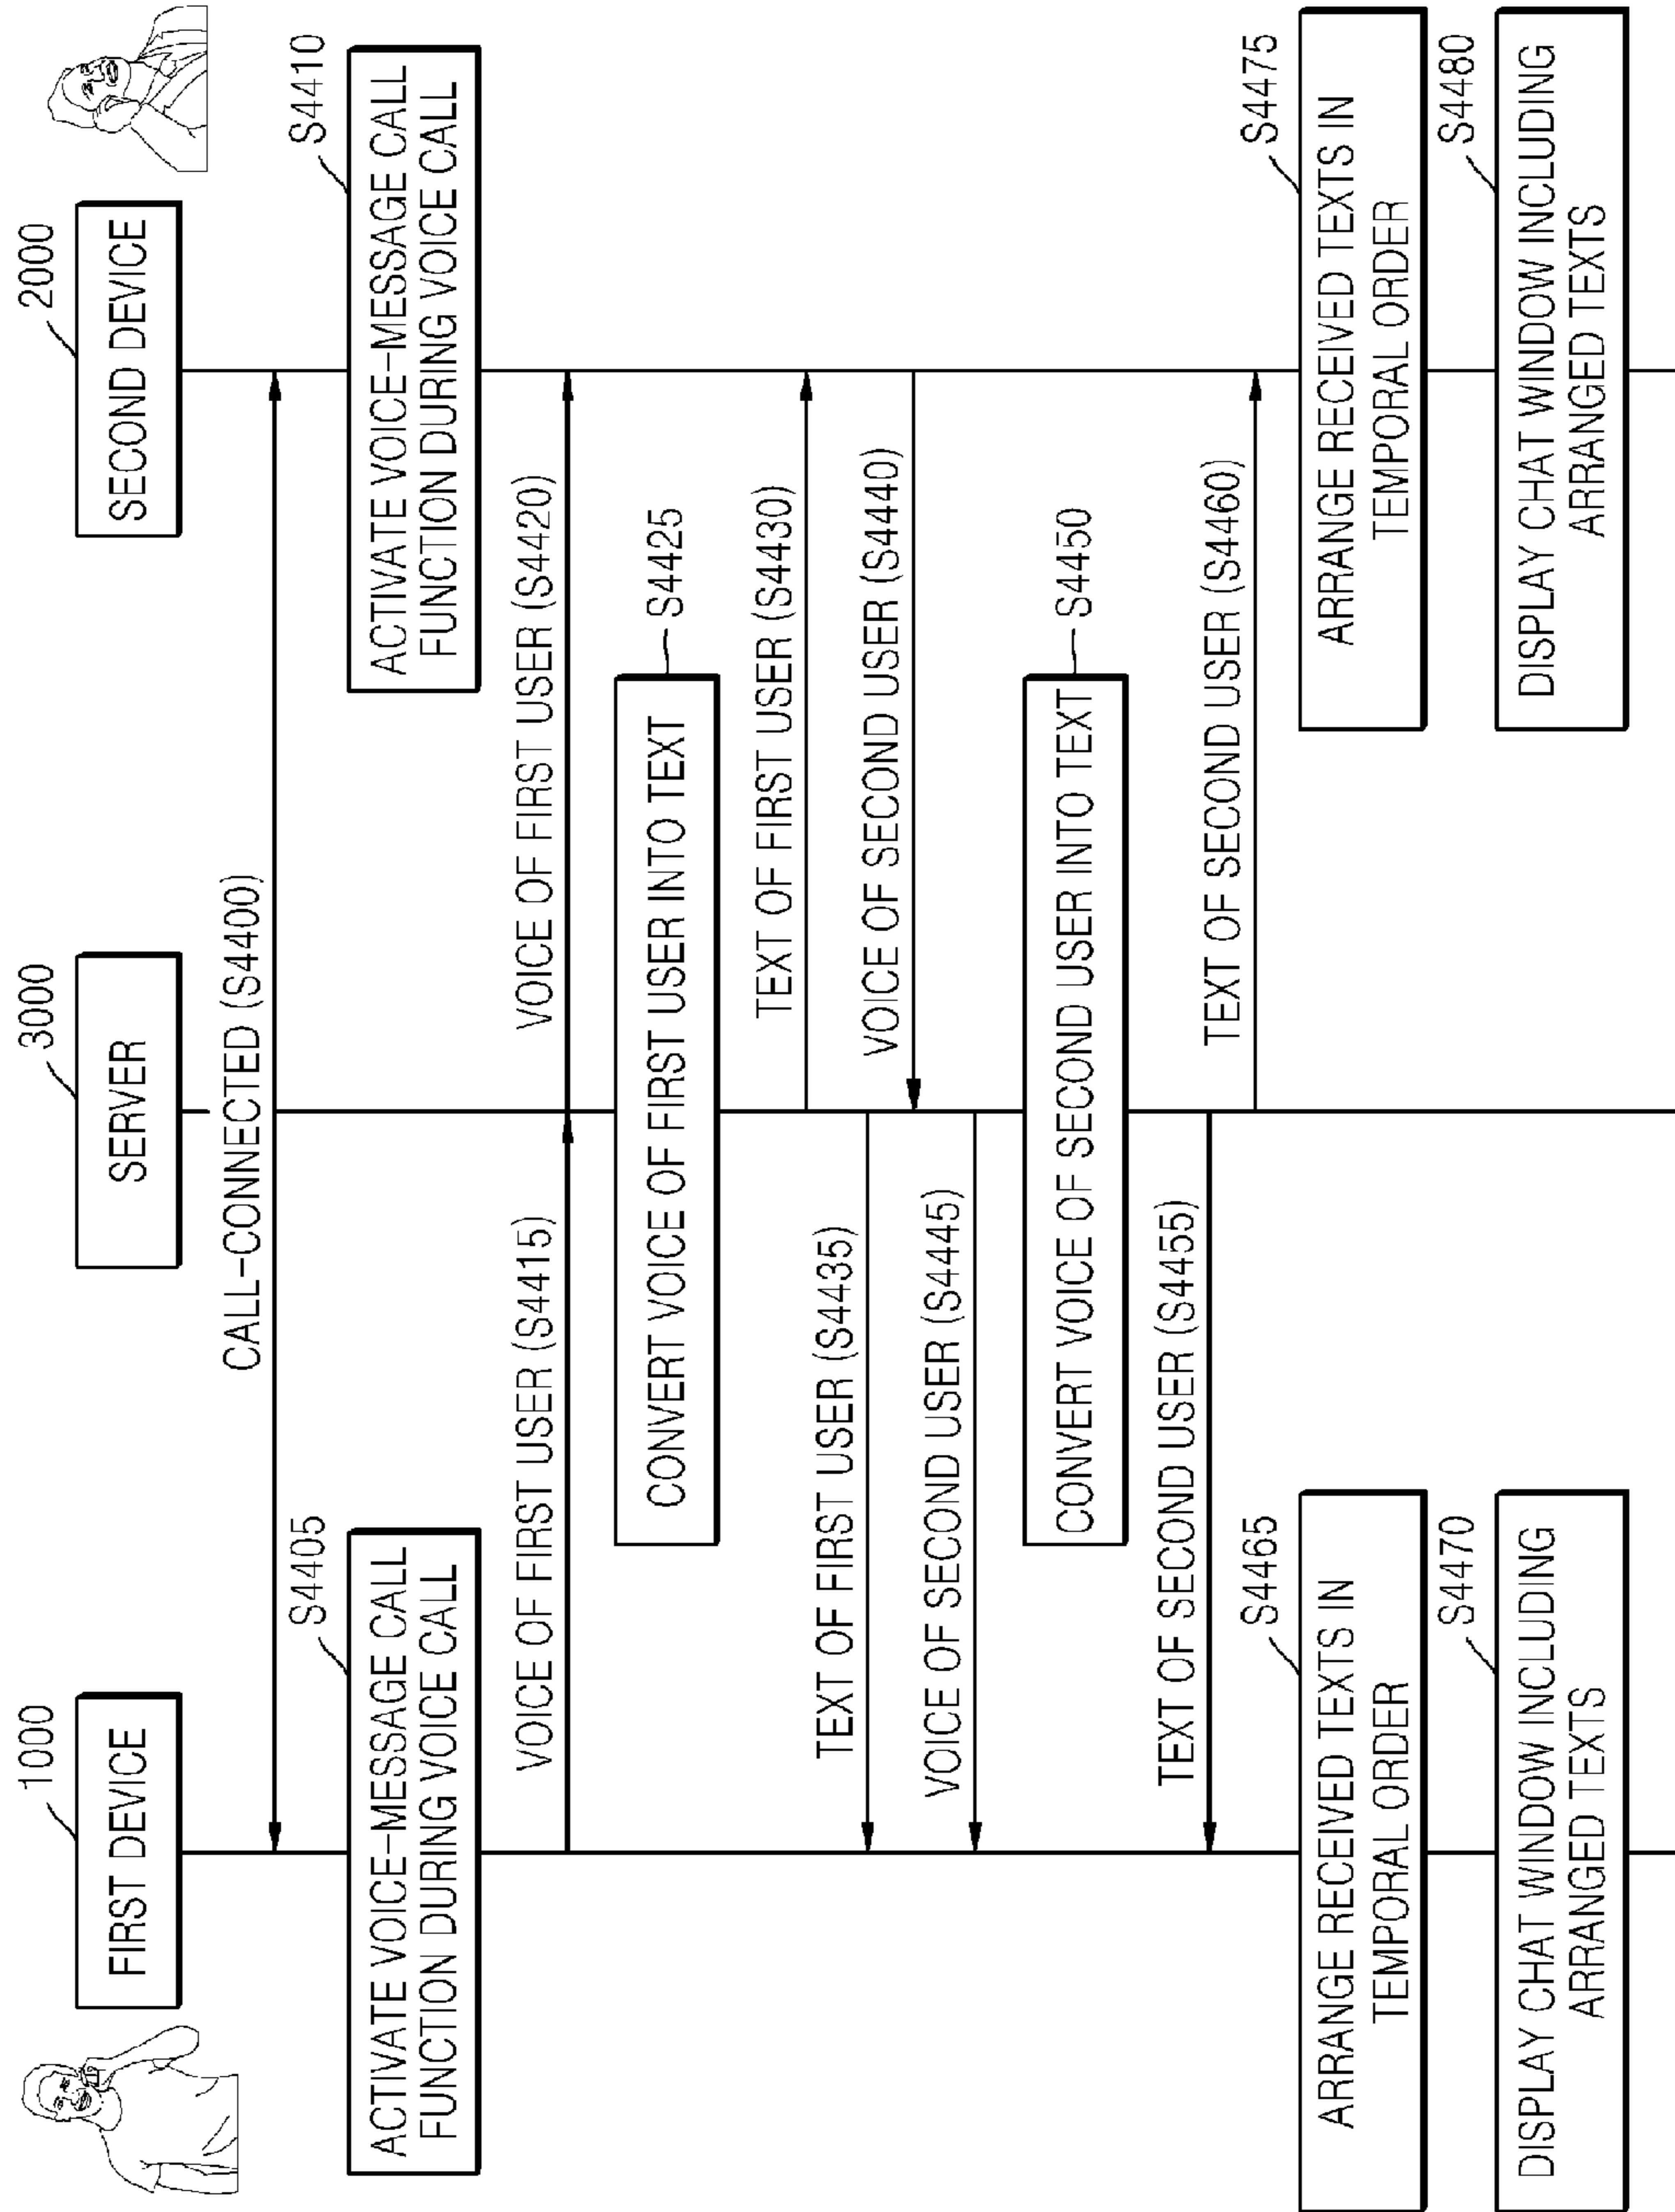 1000
FIRST DEVICE
3000
SERVER
2000
SECOND DEVICE
CALL-CONNECTED (S4400)
S4405
ACTIVATE VOICE-MESSAGE CALL
FUNCTION DURING VOICE CALL
S4410
ACTIVATE VOICE-MESSAGE CALL
FUNCTION DURING VOICE CALL
VOICE OF FIRST USER (S4415)
VOICE OF FIRST USER (S4420)
CONVERT VOICE OF FIRST USER INTO TEXT
S4425
TEXT OF FIRST USER (S4430)
TEXT OF FIRST USER (S4435)
VOICE OF SECOND USER (S4440)
VOICE OF SECOND USER (S4445)
CONVERT VOICE OF SECOND USER INTO TEXT
S4450
TEXT OF SECOND USER (S4455)
TEXT OF SECOND USER (S4460)
S4465
ARRANGE RECEIVED TEXTS IN
TEMPORAL ORDER
S4475
ARRANGE RECEIVED TEXTS IN
TEMPORAL ORDER
S4470
DISPLAY CHAT WINDOW INCLUDING
ARRANGED TEXTS
S4480
DISPLAY CHAT WINDOW INCLUDING
ARRANGED TEXTS